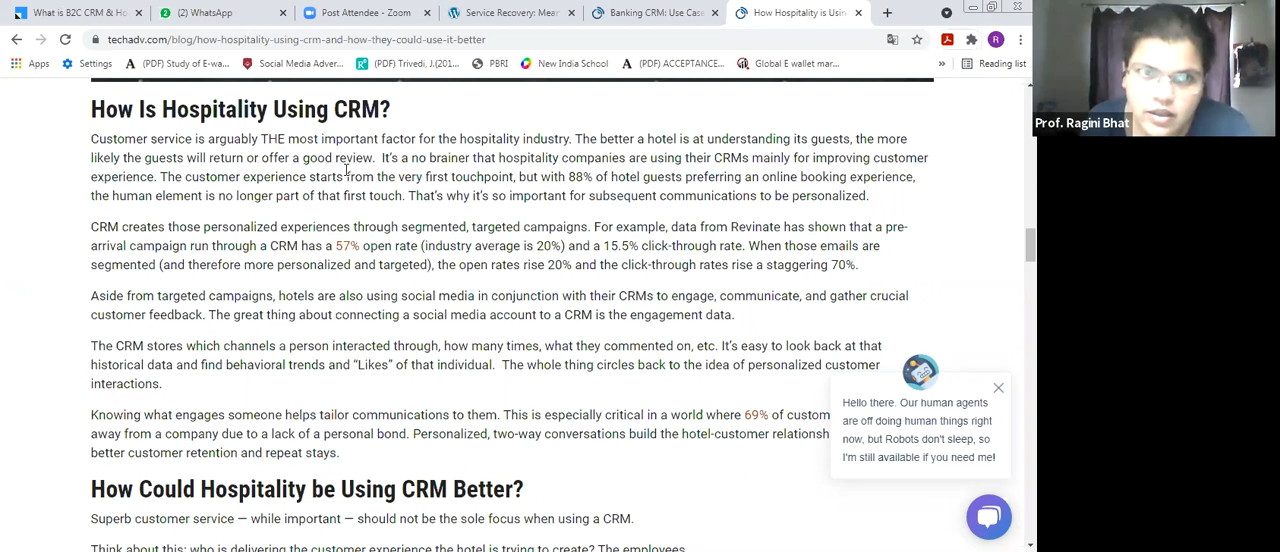 What is B2C CRM & Ho
(2) WhatsApp
Post Attendee - Zoom
Service Recovery: Mean
Banking CRM: Use Case
How Hospitality is Usin
techadv.com/blog/how-hospitality-using-crm-and-how-they-could-use-it-better
R
Apps
Settings
(PDF) Study of E-wa...
Social Media Adver...
(PDF) Trivedi, J.(201...
PBRI
New India School
(PDF) ACCEPTANCE...
Global E wallet mar...
»
Reading list
Prof. Ragini Bhat
How Is Hospitality Using CRM?
Customer service is arguably THE most important factor for the hospitality industry. The better a hotel is at understanding its guests, the more
likely the guests will return or offer a good review. It's a no brainer that hospitality companies are using their CRMs mainly for improving customer
experience. The customer experience starts from the very first touchpoint, but with 88% of hotel guests preferring an online booking experience,
the human element is no longer part of that first touch. That's why it's so important for subsequent communications to be personalized.
CRM creates those personalized experiences through segmented, targeted campaigns. For example, data from Revinate has shown that a pre-
arrival campaign run through a CRM has a 57% open rate (industry average is 20%) and a 15.5% click-through rate. When those emails are
segmented (and therefore more personalized and targeted), the open rates rise 20% and the click-through rates rise a staggering 70%.
Aside from targeted campaigns, hotels are also using social media in conjunction with their CRMs to engage, communicate, and gather crucial
customer feedback. The great thing about connecting a social media account to a CRM is the engagement data.
The CRM stores which channels a person interacted through, how many times, what they commented on, etc. It's easy to look back at that
historical data and find behavioral trends and “Likes” of that individual. The whole thing circles back to the idea of personalized customer
interactions.
Knowing what engages someone helps tailor communications to them. This is especially critical in a world where 69% of custom
away from a company due to a lack of a personal bond. Personalized, two-way conversations build the hotel-customer relationsh
better customer retention and repeat stays.
Hello there. Our human agents
are off doing human things right
now, but Robots don't sleep, so
I'm still available if you need me!
How Could Hospitality be Using CRM Better?
Superb customer service — while important — should not be the sole focus when using a CRM.
Think about this: who is delivering the customer experience the hotel is trying to create? The employees.